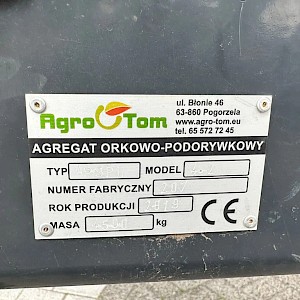 Agro Tom
ul. Błonie 46
63-860 Pogorzela
www.agro-tom.eu
tel. 65 572 72 45
AGREGAT ORKOWO-PODORYWKOWY
TYP MODEL
NUMER FABRYCZNY
ROK PRODUKCJI 2019 CE
MASA kg